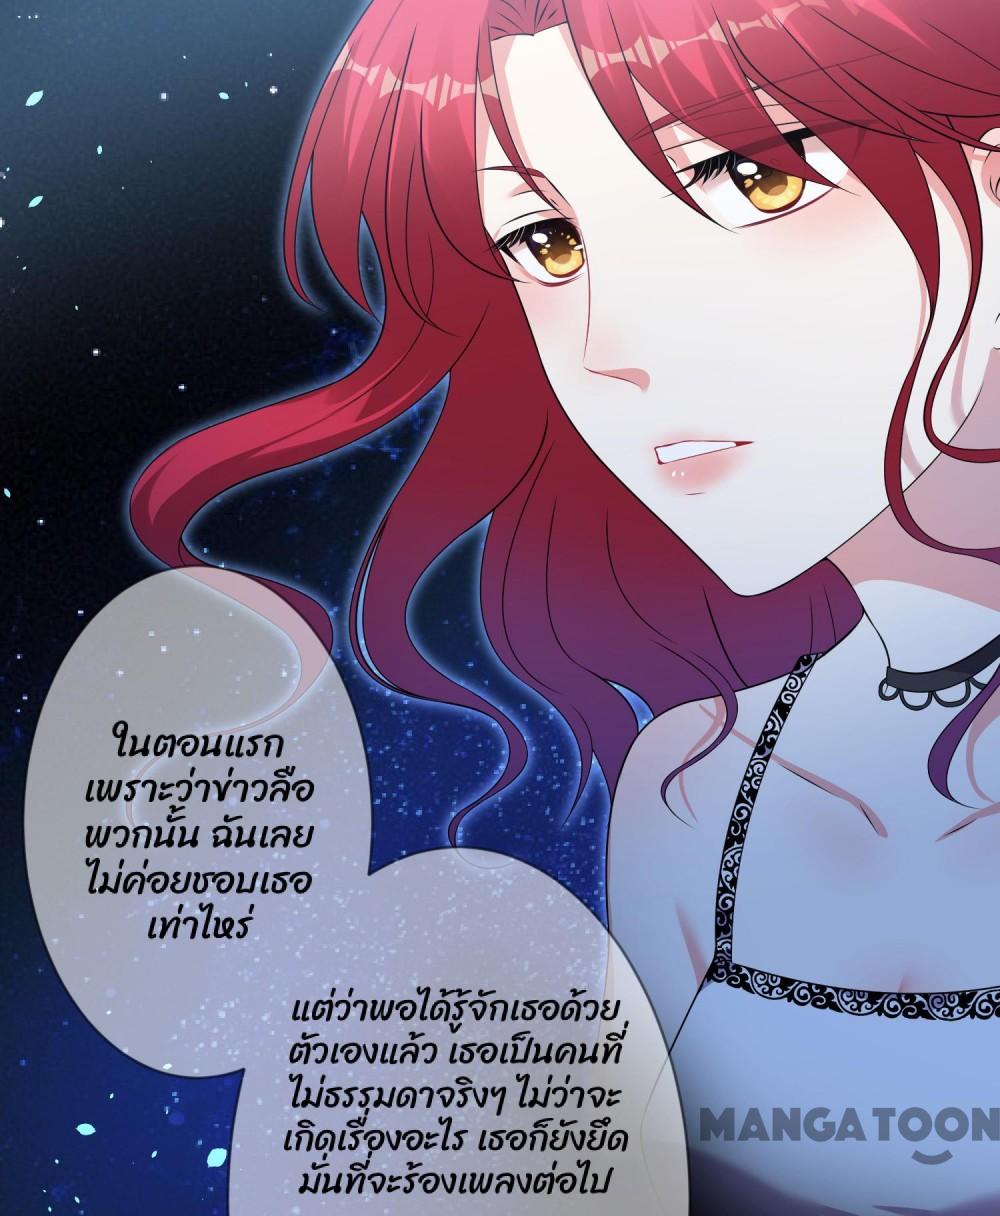 ในตอนแรก
เพราะว่าข่าวลือ
พวกนั้น ฉันเลย
ไม่ค่อยชอบเธอ
เท่าไหร่
แต่ว่าพอได้รู้จักเธอด้วย
ตัวเองแล้ว เธอเป็นคนที่
ไม่ธรรมดาจริงๆ ไม่ว่าจะ
เกิดเรื่องอะไร เธอก็ยังยึด
มั่นที่จะร้องเพลงต่อไป
MANGA TOON